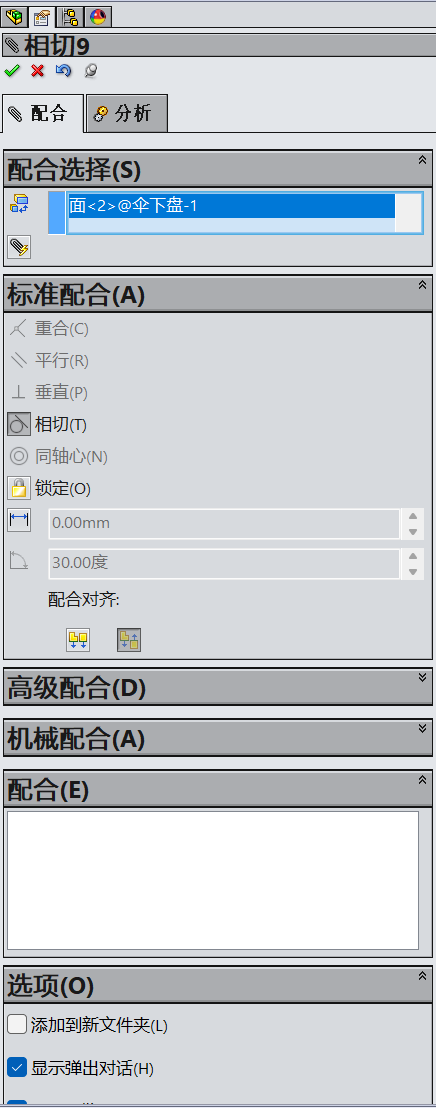 相切9
配合
分析
配合选择(S)
面<2>@伞下盘-1
标准配合(A)
重合(C)
平行(R)
垂直(P)
相切(T)
同轴心(N)
锁定(O)
0.00mm
30.00度
配合对齐:
高级配合(D)
机械配合(A)
配合(E)
选项(O)
添加到新文件夹(L)
显示弹出对话(H)